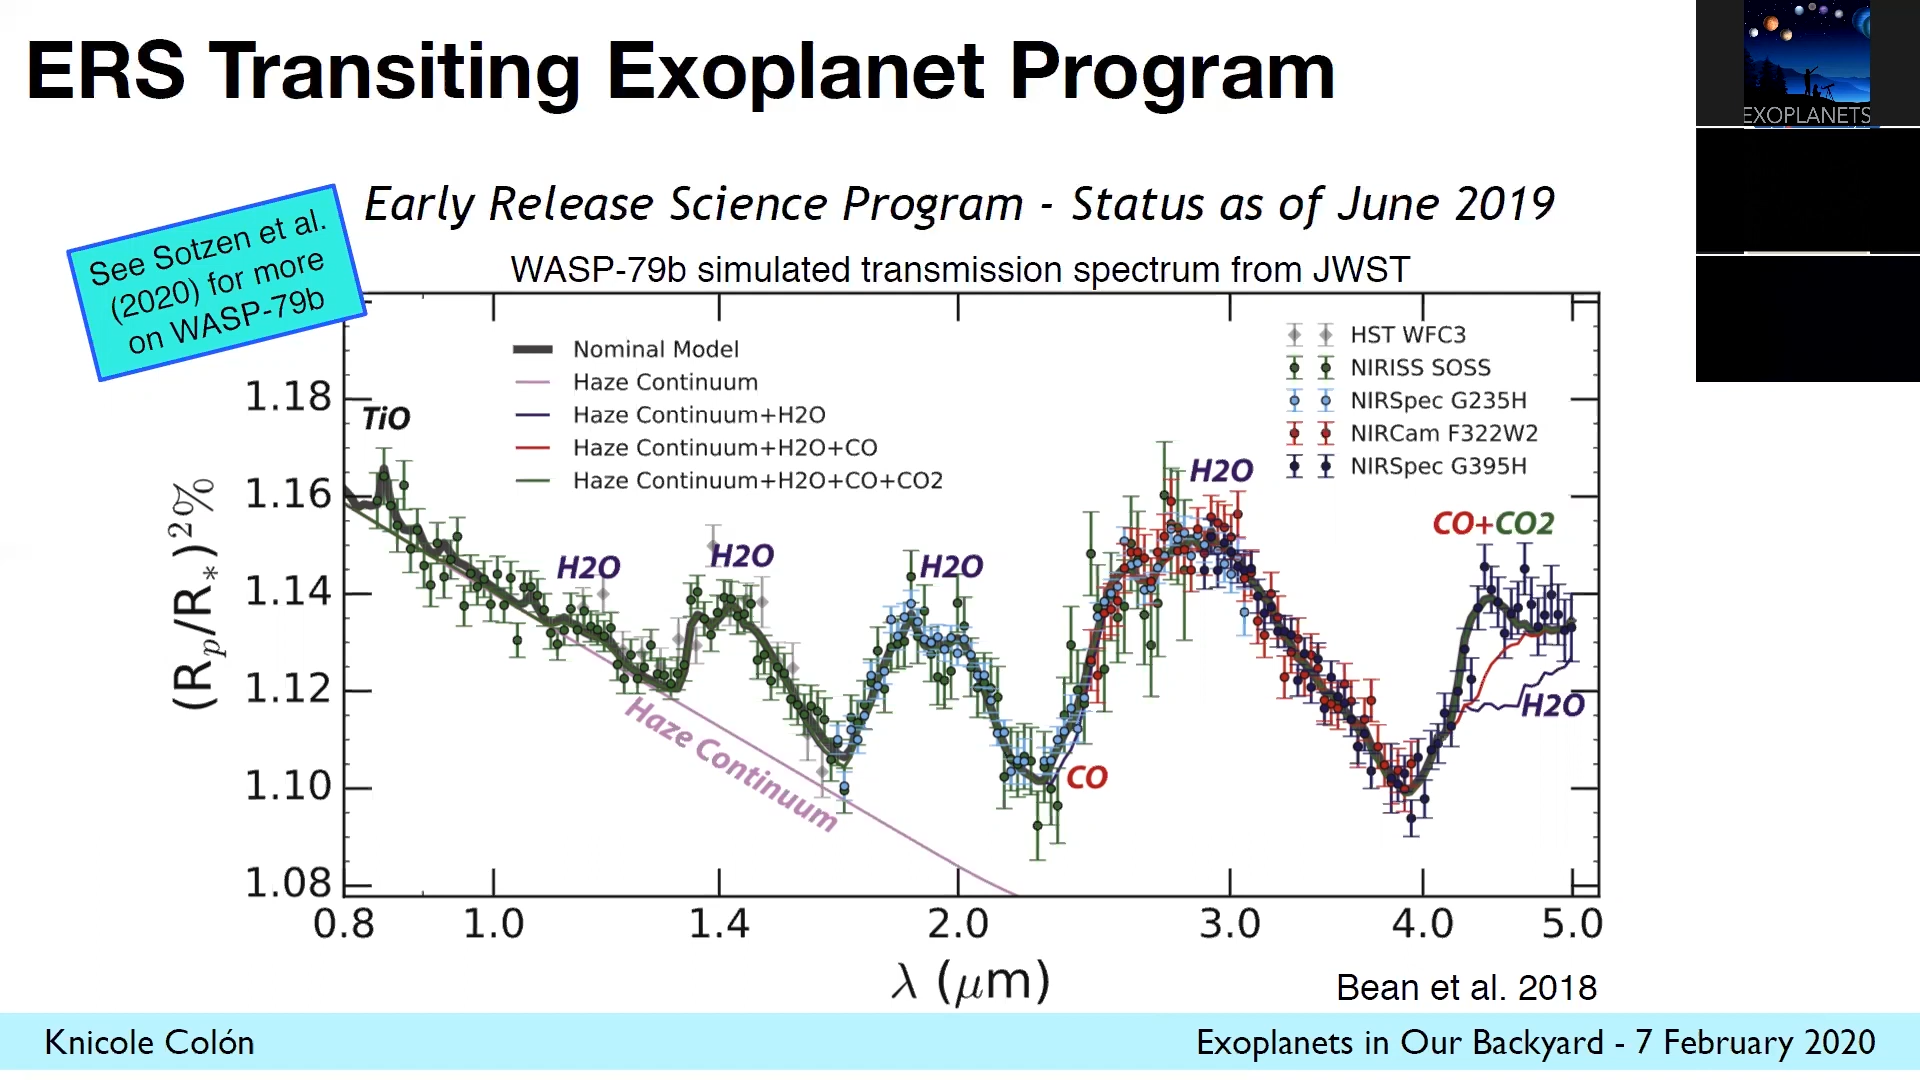 ERS Transiting Exoplanet Program
EXOPLANETS
Early Release Science Program - Status as of June 2019
See Sotzen et al.
(2020) for more
on WASP-79b
WASP-79b simulated transmission spectrum from JWST
Nominal Model
Haze Continuum
Haze Continuum+H2O
Haze Continuum+H2O+CO
Haze Continuum+H2O+CO+CO2
HST WFC3
NIRISS SOSS
NIRSpec G235H
NIRCam F322W2
NIRSpec G395H
TiO
H2O
H2O
H2O
H2O
CO+CO2
H2O
CO
Haze Continuum
(Rp/R*)2%
1.18
1.16
1.14
1.12
1.10
1.08
0.8 1.0 1.4 2.0 3.0 4.0 5.0
λ (μm)
Bean et al. 2018
Knicole Colón
Exoplanets in Our Backyard - 7 February 2020